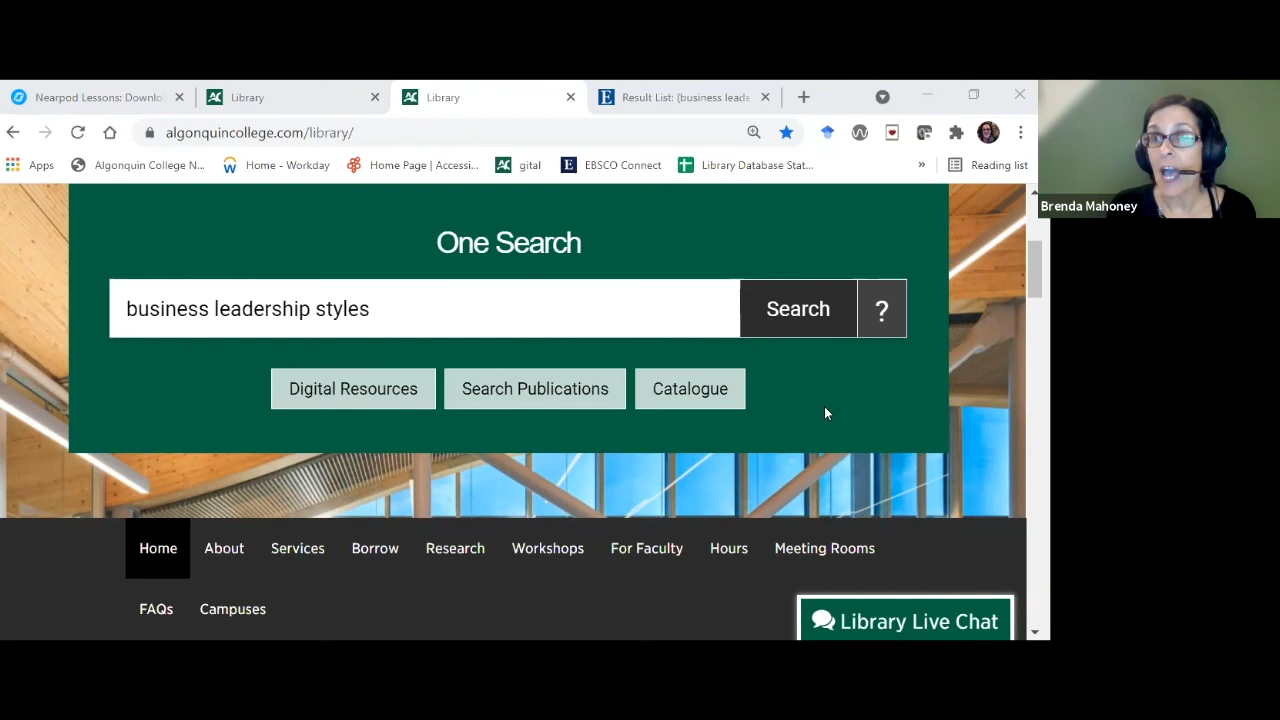 Nearpod Lessons: Downlo
Library
Library
Result List: (business leade
algonquincollege.com/library/
Apps
Algonquin College N...
Home - Workday
Home Page | Accessi...
gital
EBSCO Connect
Library Database Stat...
»
Reading list
Brenda Mahoney
One Search
business leadership styles
Search
?
Digital Resources
Search Publications
Catalogue
Home
About
Services
Borrow
Research
Workshops
For Faculty
Hours
Meeting Rooms
FAQs
Campuses
Library Live Chat